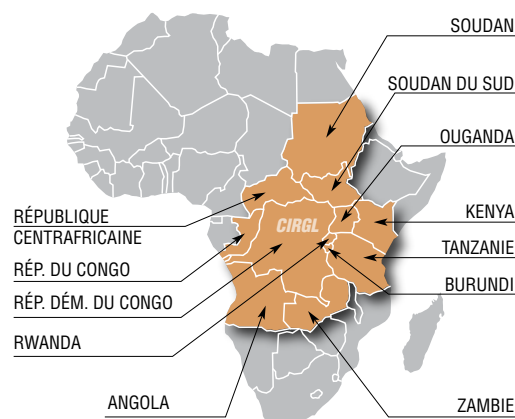 SOUDAN
SOUDAN DU SUD
OUGANDA
KENYA
TANZANIE
BURUNDI
ZAMBIE
CIRGL
RÉPUBLIQUE
CENTRAFRICAINE
RÉP. DU CONGO
RÉP. DÉM. DU CONGO
RWANDA
ANGOLA